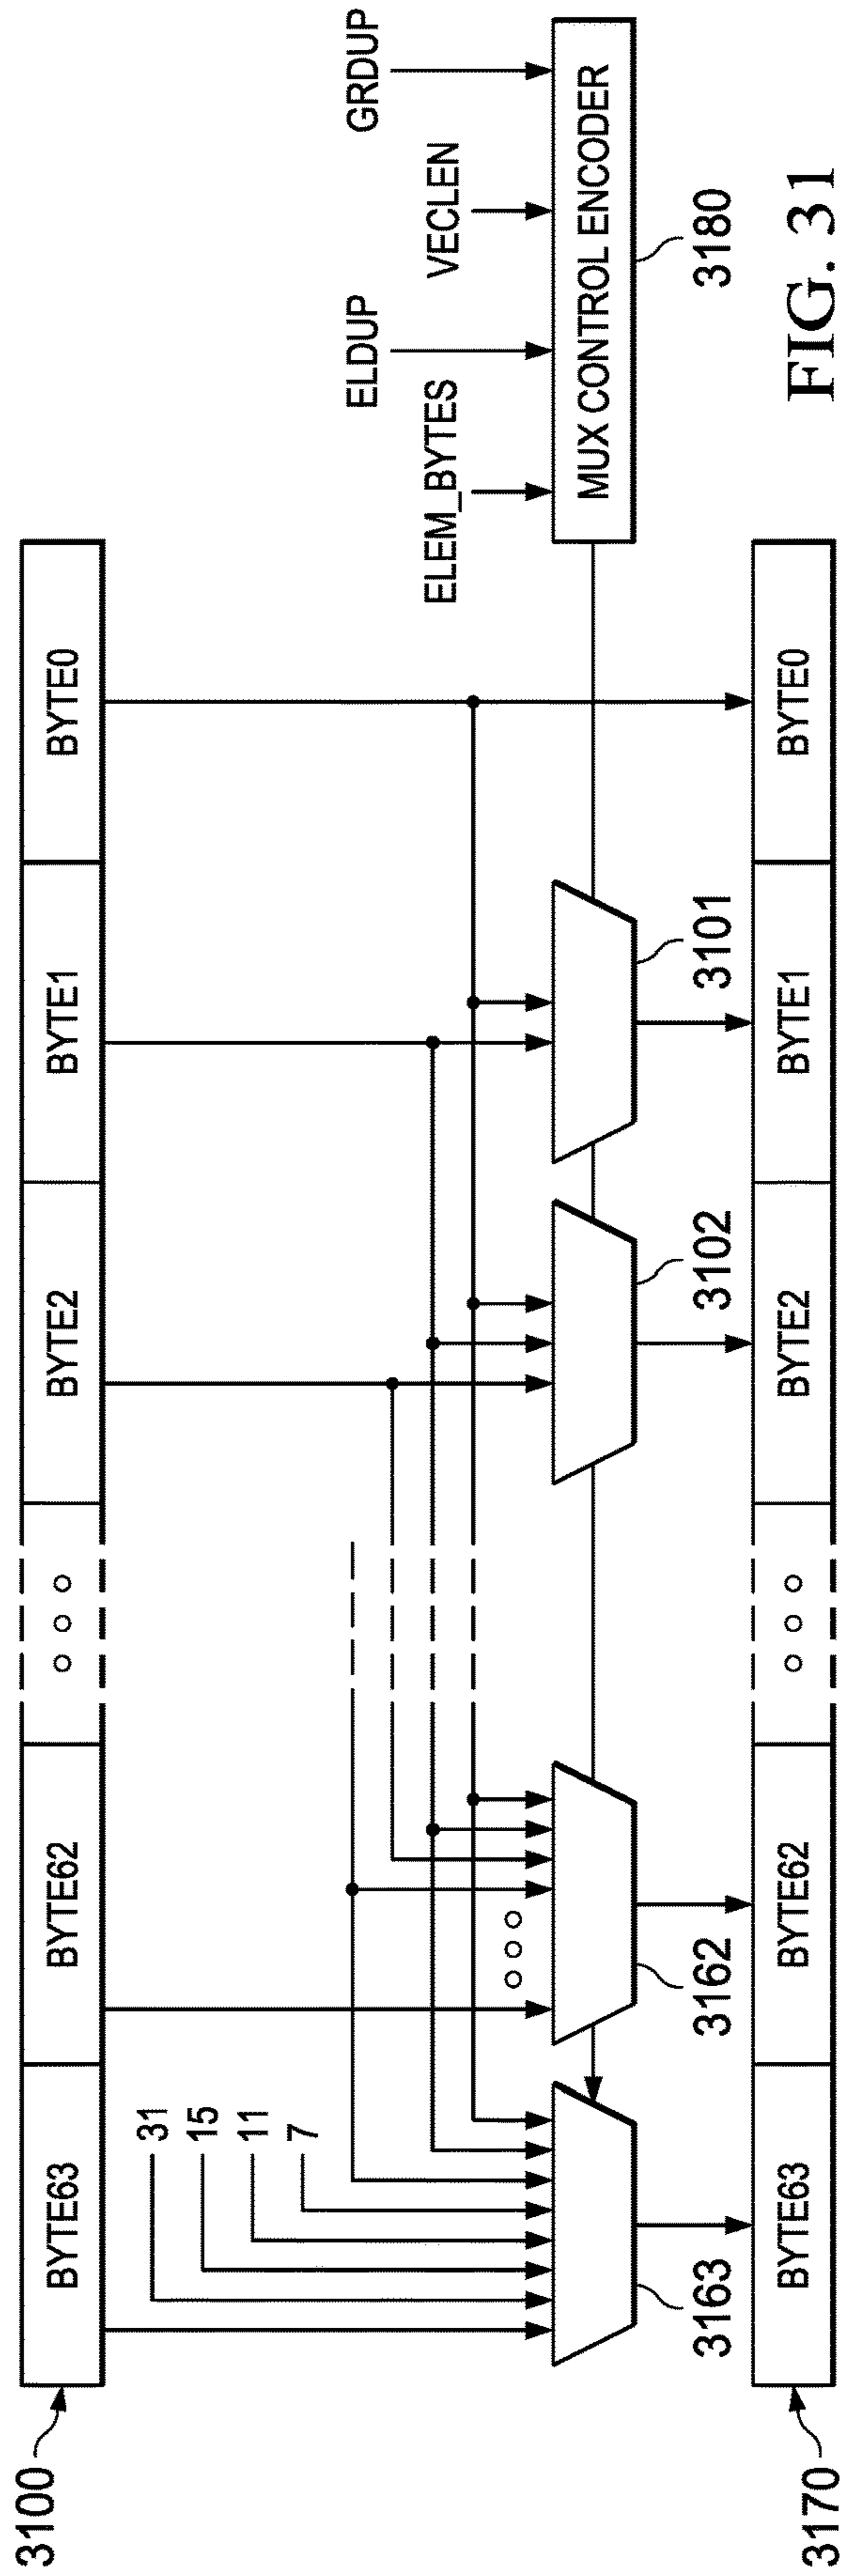 3100
BYTE63
BYTE62
BYTE2
BYTE1
BYTE0
31
15
11
7
GRDUP
ELDUP
VECLEN
ELEM_BYTES
MUX CONTROL ENCODER
3163
3162
3102
3101
3180
3170
BYTE63
BYTE62
BYTE2
BYTE1
BYTE0
FIG. 31